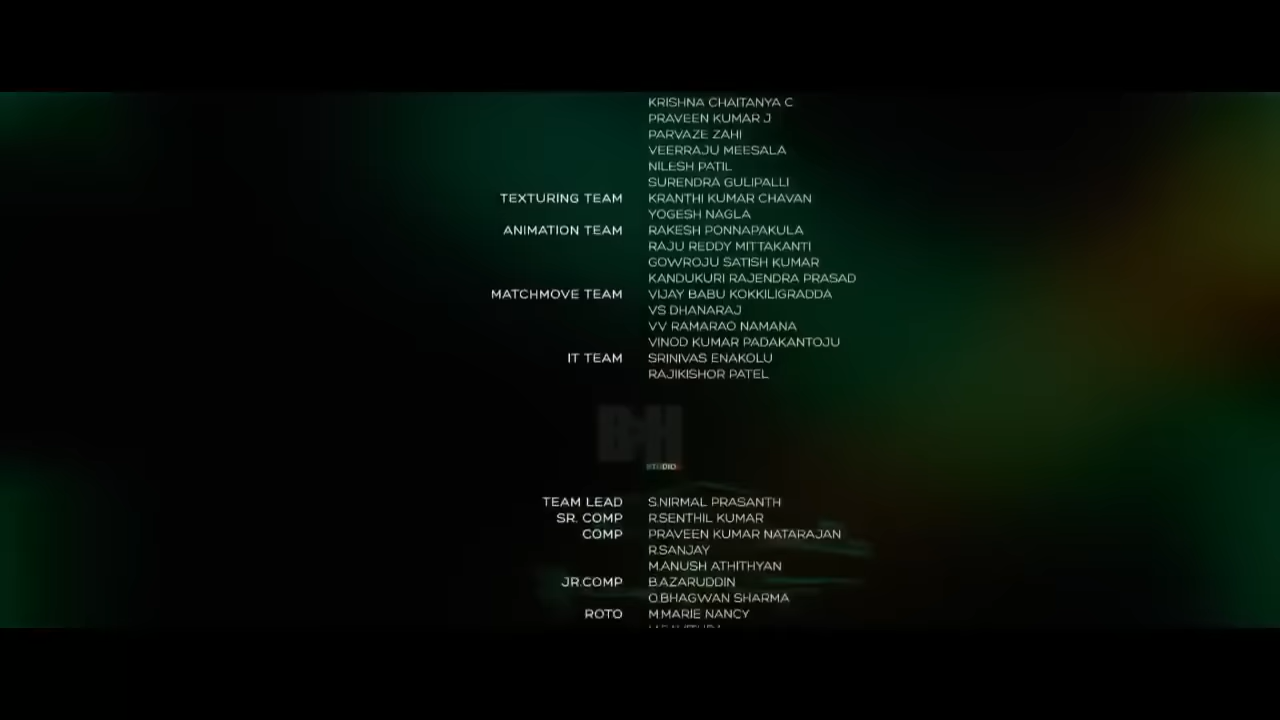 KRISHNA CHAITANYA C
PRAVEEN KUMAR J
PARVAZE ZAHI
VEERRAJU MEESALA
NILESH PATIL
SURENDRA GULIPALLI
TEXTURING TEAM KRANTHI KUMAR CHAVAN
YOGESH NAGLA
ANIMATION TEAM RAKESH PONNAPAKULA
RAJU REDDY MITTAKANTI
GOWROJU SATISH KUMAR
KANDUKURI RAJENDRA PRASAD
MATCHMOVE TEAM VIJAY BABU KOKKILIGRADDA
VS DHANARAJ
VV RAMARAO NAMANA
VINOD KUMAR PADAKANTOJU
IT TEAM SRINIVAS ENAKOLU
RAJIKISHOR PATEL
TEAM LEAD S.NIRMAL PRASANTH
SR. COMP R.SENTHIL KUMAR
COMP PRAVEEN KUMAR NATARAJAN
R.SANJAY
M.ANUSH ATHITHYAN
JR.COMP B.AZARUDDIN
O.BHAGWAN SHARMA
ROTO M.MARIE NANCY